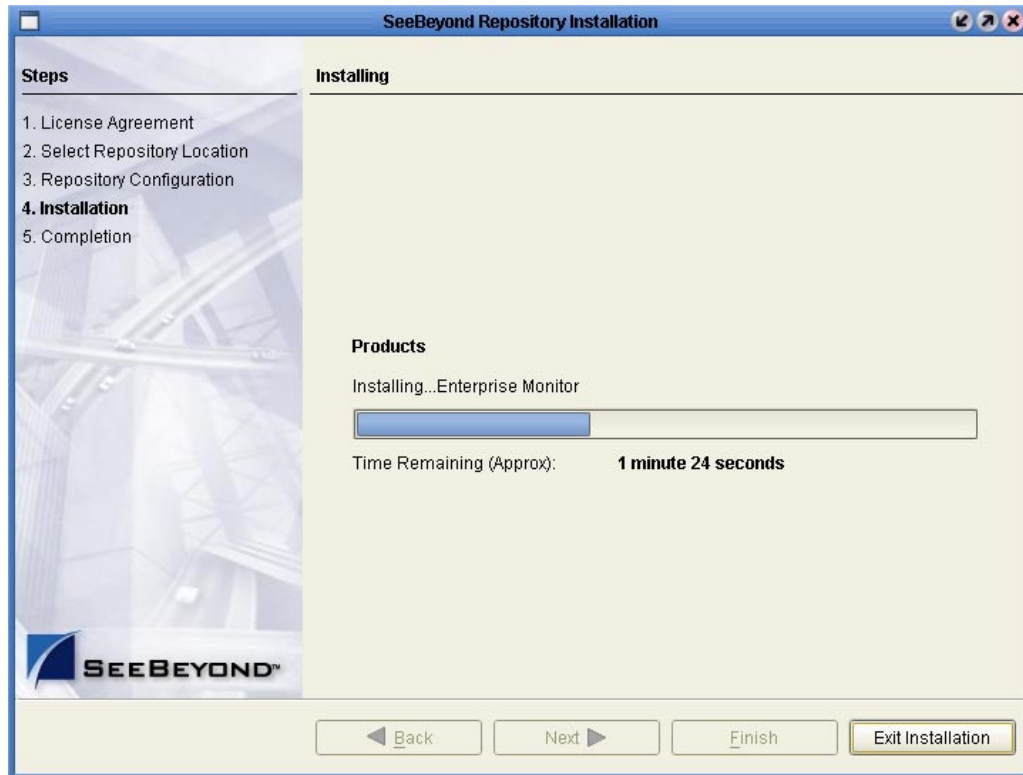 SeeBeyond Repository Installation
Steps
1. License Agreement
2. Select Repository Location
3. Repository Configuration
4. Installation
5. Completion
SEEBEYOND™
Installing
Products
Installing...Enterprise Monitor
Time Remaining (Approx): 1 minute 24 seconds
Back Next Finish Exit Installation